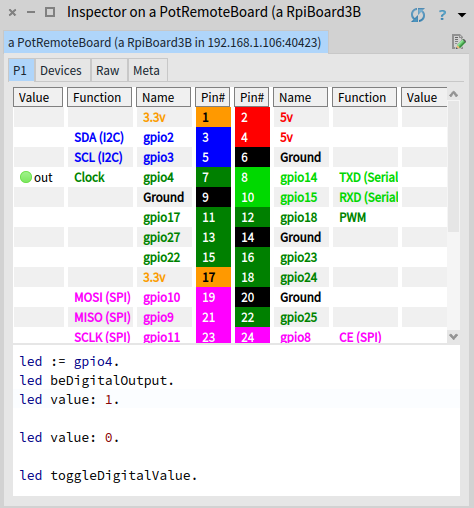 Inspector on a PotRemoteBoard (a RpiBoard3B
?
a PotRemoteBoard (a RpiBoard3B in 192.168.1.106:40423)
P1 Devices Raw Meta
Value Function Name Pin# Pin# Name Function Value
3.3v 1 2 5v
SDA (I2C) gpio2 3 4 5v
SCL (I2C) gpio3 5 6 Ground
out Clock gpio4 7 8 gpio14 TXD (Serial
Ground 9 10 gpio15 RXD (Serial
gpio17 11 12 gpio18 PWM
gpio27 13 14 Ground
gpio22 15 16 gpio23
3.3v 17 18 gpio24
MOSI (SPI) gpio10 19 20 Ground
MISO (SPI) gpio9 21 22 gpio25
SCLK (SPI) gpio11 23 24 gpio8 CE (SPI)
led := gpio4.
led beDigitalOutput.
led value: 1.
led value: 0.
led toggleDigitalValue.